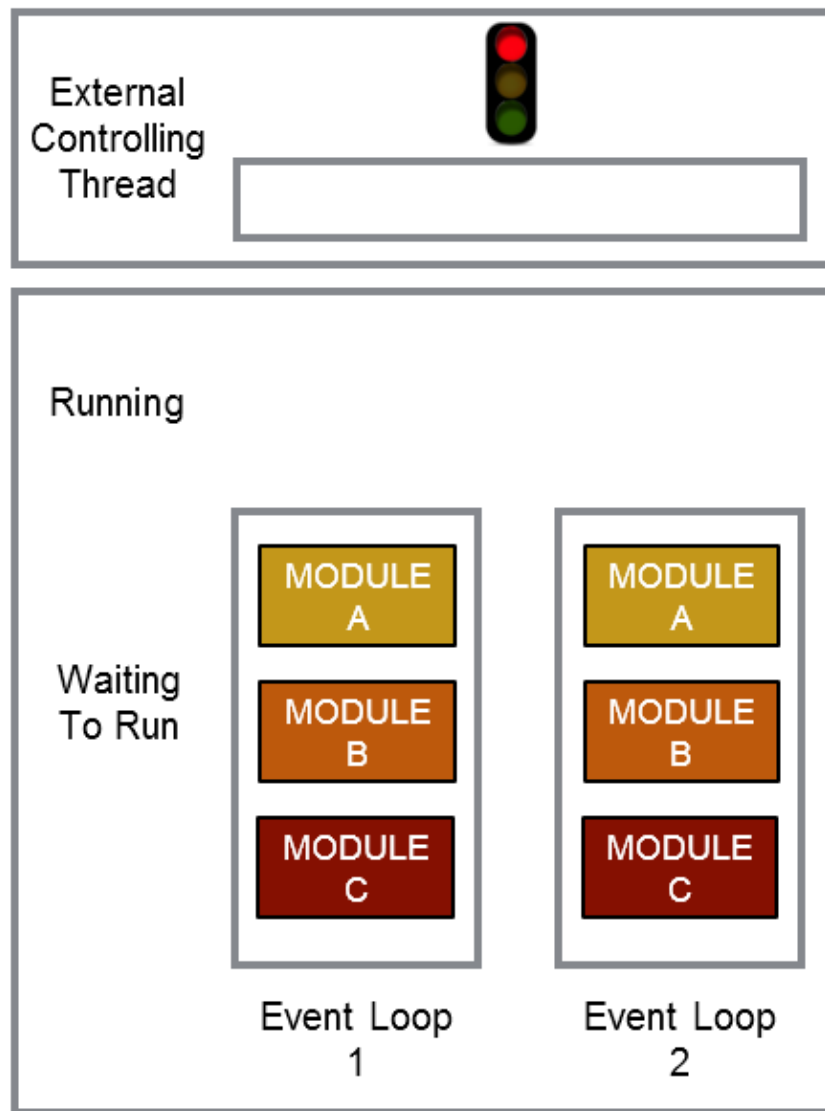 External
Controlling
Thread
Running
Waiting
To Run
MODULE
A
MODULE
B
MODULE
C
Event Loop
1
MODULE
A
MODULE
B
MODULE
C
Event Loop
2